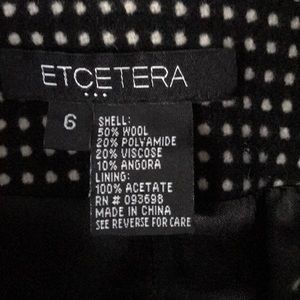 ETCETERA
...
6
SHELL:
50% WOOL
20% POLYAMIDE
20% VISCOSE
10% ANGORA
LINING:
100% ACETATE
RN # 093698
MADE IN CHINA
SEE REVERSE FOR CARE